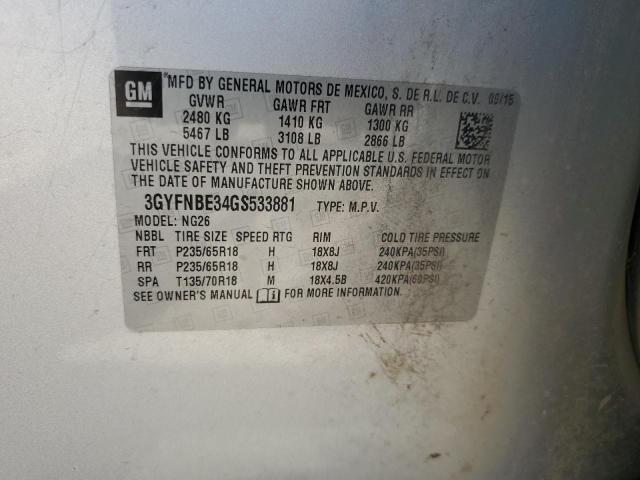 GM
*MFD BY GENERAL MOTORS DE MEXICO, S. DE R.L. DE C.V. 09/15
GVWR GAWR FRT GAWR RR
2480 KG 1410 KG 1300 KG
5467 LB 3108 LB 2866 LB
THIS VEHICLE CONFORMS TO ALL APPLICABLE U.S. FEDERAL MOTOR
VEHICLE SAFETY AND THEFT PREVENTION STANDARDS IN EFFECT ON
THE DATE OF MANUFACTURE SHOWN ABOVE.
3GYFNBE34GS533881 TYPE: M.P.V.
MODEL: NG26
NBBL TIRE SIZE SPEED RTG RIM COLD TIRE PRESSURE
FRT P235/65R18 H 18X8J 240KPA(35PSI)
RR P235/65R18 H 18X8J 240KPA(35PSI)
SPA T135/70R18 M 18X4.5B 420KPA(60PSI)
SEE OWNER'S MANUAL FOR MORE INFORMATION.